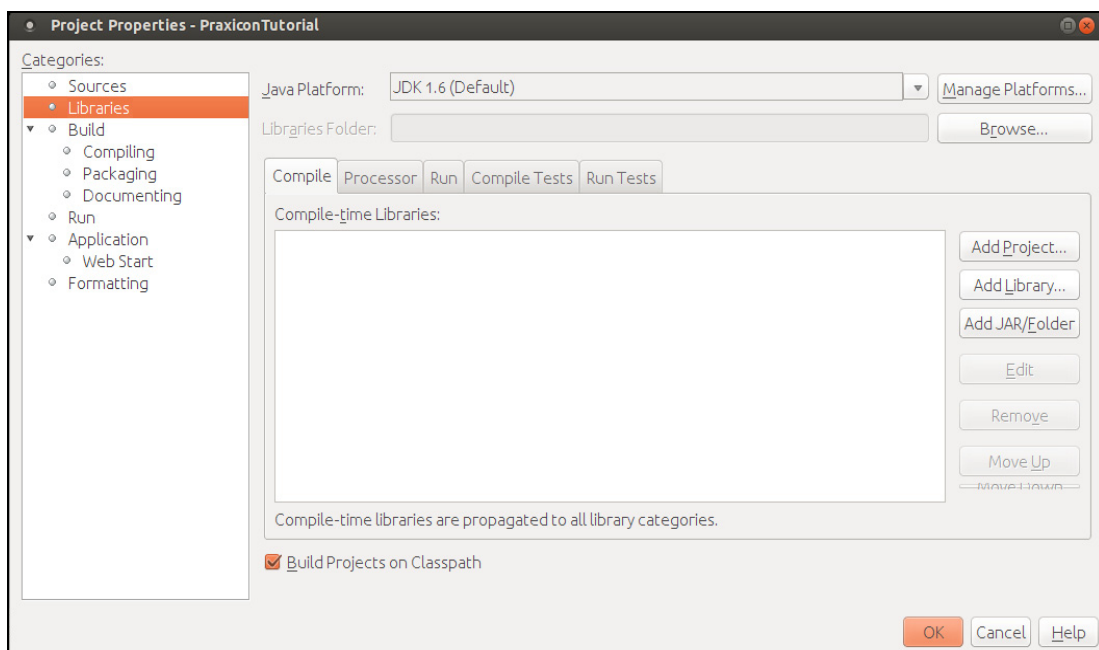 Project Properties - PraxiconTutorial
Categories:
Sources
Libraries
Build
Compiling
Packaging
Documenting
Run
Application
Web Start
Formatting
Java Platform: JDK 1.6 (Default) Manage Platforms...
Libraries Folder: Browse...
Compile Processor Run Compile Tests Run Tests
Compile-time Libraries:
Add Project...
Add Library...
Add JAR/Folder
Edit
Remove
Move Up
Move Down
Compile-time libraries are propagated to all library categories.
Build Projects on Classpath
OK Cancel Help